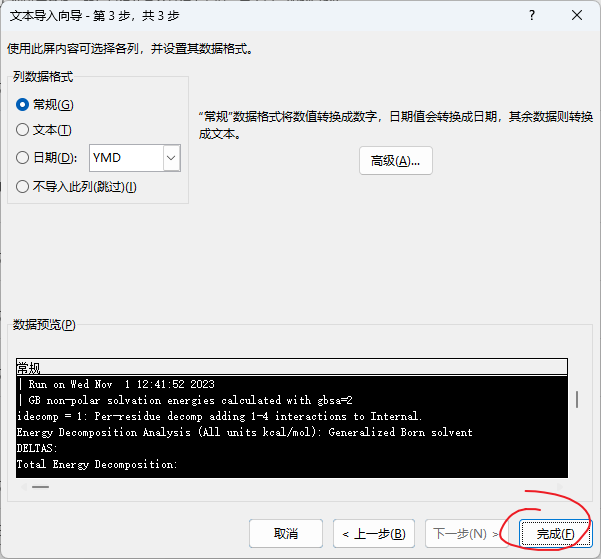 文本导入向导 - 第 3 步，共 3 步
?
使用此屏内容可选择各列，并设置其数据格式。
列数据格式
常规(G)
文本(T)
日期(D): YMD
不导入此列(跳过)(I)
“常规”数据格式将数值转换成数字，日期值会转换成日期，其余数据则转换
成文本。
高级(A)...
数据预览(P)
常规
| Run on Wed Nov  1 12:41:52 2023
| GB non-polar solvation energies calculated with gbsa=2
idecomp = 1: Per-residue decomp adding 1-4 interactions to Internal.
Energy Decomposition Analysis (All units kcal/mol): Generalized Born solvent
DELTAS:
Total Energy Decomposition:
取消 < 上一步(B) 下一步(N) > 完成(F)